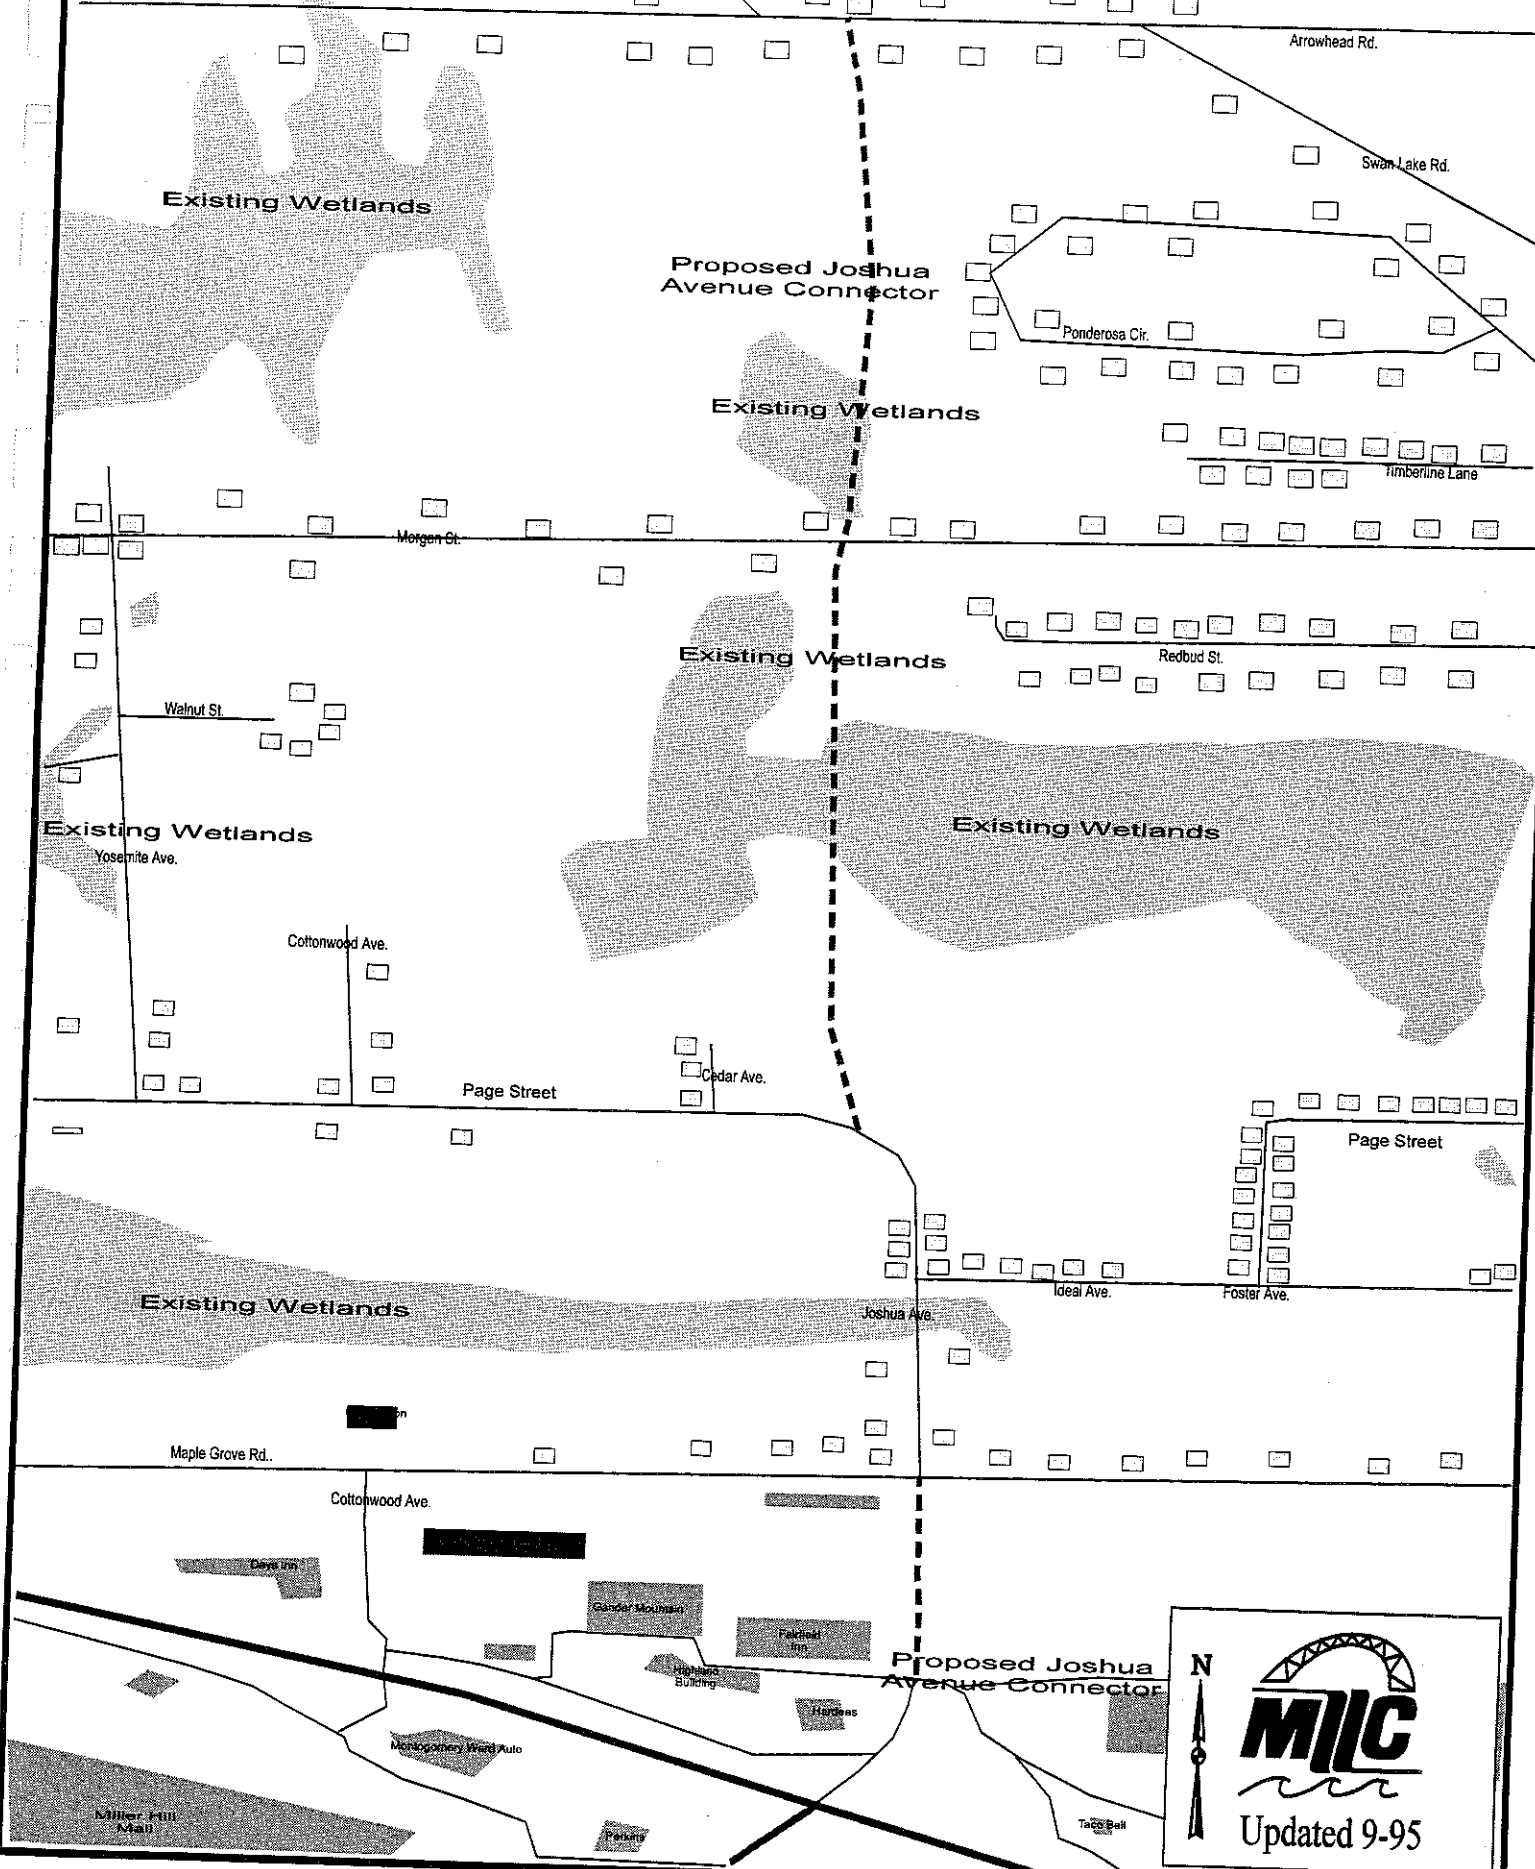 Arrowhead Rd.
Swan Lake Rd.
Existing Wetlands
Proposed Joshua
Avenue Connector
Ponderosa Cir.
Existing Wetlands
Timberline Lane
Morgan St.
Existing Wetlands
Redbud St.
Walnut St.
Existing Wetlands
Existing Wetlands
Yosemite Ave.
Cottonwood Ave.
Page Street
Cedar Ave.
Page Street
Existing Wetlands
Joshua Ave.
Ideal Ave.
Foster Ave.
Maple Grove Rd..
Cottonwood Ave.
Days Inn
Gander Mountain
Fairfield
Inn
Highland
Building
Proposed Joshua
Avenue Connector
Hardees
Montogomery Ward Auto
Miller Hill
Mall
Perkins
Taco Bell
N
MIC
Updated 9-95